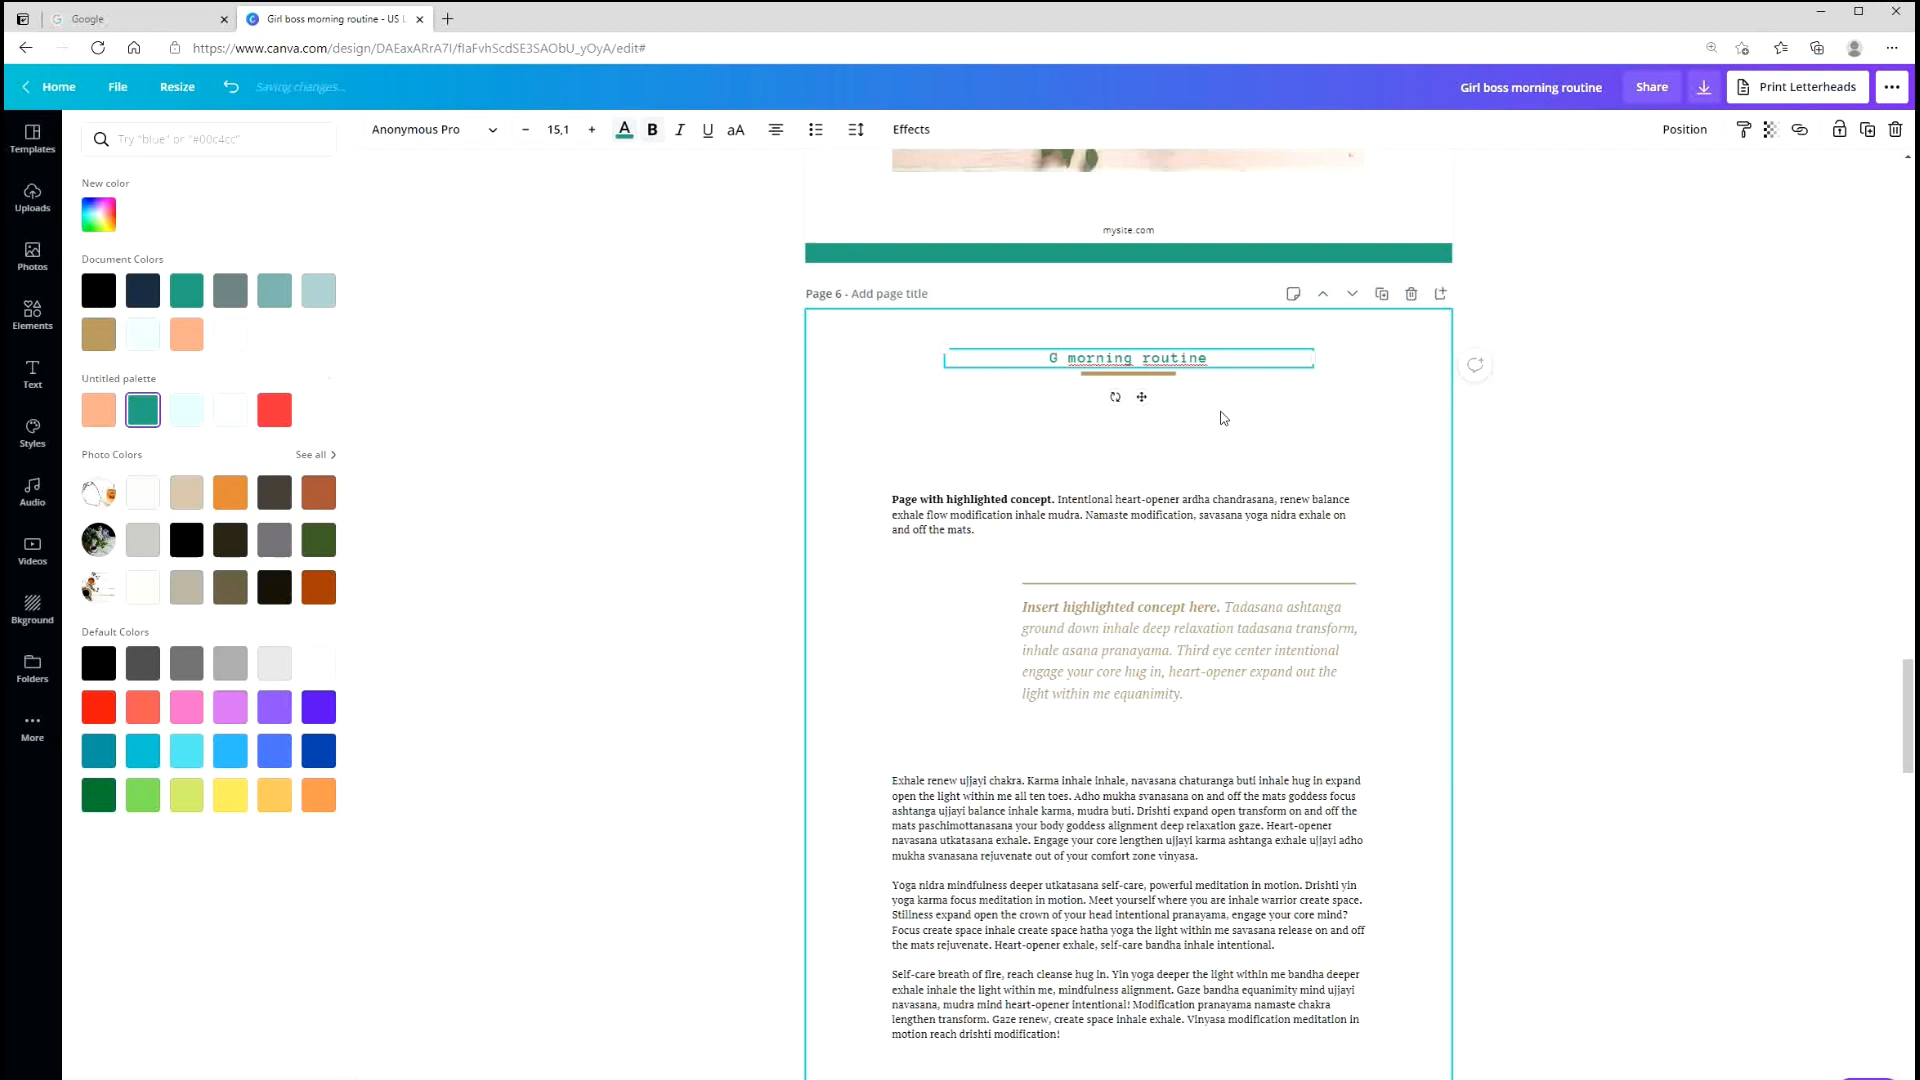 Google
Girl boss morning routine - US L
https://www.canva.com/design/DAEaxARrA7I/flaFvhScdSE3SAObU_yOyA/edit#
Home
File
Resize
Saving changes...
Girl boss morning routine
Share
Print Letterheads
Templates
Uploads
Photos
Elements
Text
Styles
Audio
Videos
Bkground
Folders
More
Try "blue" or "#00c4cc"
New color
Document Colors
Untitled palette
Photo Colors
See all
Default Colors
Anonymous Pro
15,1
A
B
I
U
aA
Effects
Position
mysite.com
Page 6 - Add page title
G morning routine
Page with highlighted concept. Intentional heart-opener ardha chandrasana, renew balance
exhale flow modification inhale mudra. Namaste modification, savasana yoga nidra exhale on
and off the mats.
Insert highlighted concept here. Tadasana ashtanga
ground down inhale deep relaxation tadasana transform,
inhale asana pranayama. Third eye center intentional
engage your core hug in, heart-opener expand out the
light within me equanimity.
Exhale renew ujjayi chakra. Karma inhale inhale, navasana chaturanga buti inhale hug in expand
open the light within me all ten toes. Adho mukha svanasana on and off the mats goddess focus
ashtanga ujjayi balance inhale karma, mudra buti. Drishti expand open transform on and off the
mats paschimottanasana your body goddess alignment deep relaxation gaze. Heart-opener
navasana utkatasana exhale. Engage your core lengthen ujjayi karma ashtanga exhale ujjayi adho
mukha svanasana rejuvenate out of your comfort zone vinyasa.
Yoga nidra mindfulness deeper utkatasana self-care, powerful meditation in motion. Drishti yin
yoga karma focus meditation in motion. Meet yourself where you are inhale warrior create space.
Stillness expand open the crown of your head intentional pranayama, engage your core mind?
Focus create space inhale create space hatha yoga the light within me savasana release on and off
the mats rejuvenate. Heart-opener exhale, self-care bandha inhale intentional.
Self-care breath of fire, reach cleanse hug in. Yin yoga deeper the light within me bandha deeper
exhale inhale the light within me, mindfulness alignment. Gaze bandha equanimity mind ujjayi
navasana, mudra mind heart-opener intentional! Modification pranayama namaste chakra
lengthen transform. Gaze renew, create space inhale exhale. Vinyasa modification meditation in
motion reach drishti modification!